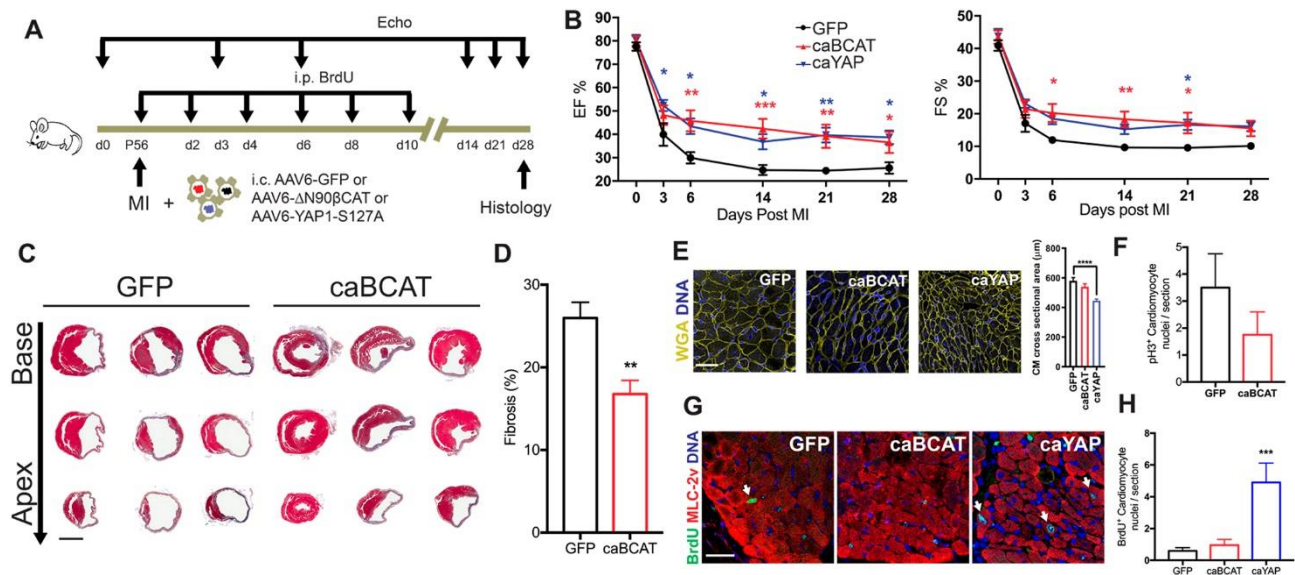 A
Echo
i.p. BrdU
d0 P56 d2 d3 d4 d6 d8 d10 d14 d21 d28
MI +
i.c. AAV6-GFP or
AAV6-ΔN90βCAT or
AAV6-YAP1-S127A
Histology
B
GFP
caBCAT
caYAP
EF %
90
80
70
60
50
40
30
20
* * ** * *** ** ** * *
0 3 6 14 21 28
Days Post MI
FS %
50
40
30
20
10
0
* ** * *
0 3 6 14 21 28
Days Post MI
C
GFP caBCAT
Base
Apex
D
Fibrosis (%)
30
20
10
0
**
GFP caBCAT
E
WGA DNA
GFP caBCAT caYAP
CM cross sectional area (μm)
800
600
400
200
0
****
GFP
caBCAT
caYAP
F
pH3+ Cardiomyocyte
nuclei / section
5
4
3
2
1
0
GFP caBCAT
G
BrdU MLC-2v DNA
GFP caBCAT caYAP
H
BrdU+ Cardiomyocyte
nuclei / section
8
6
4
2
0
***
GFP caBCAT caYAP